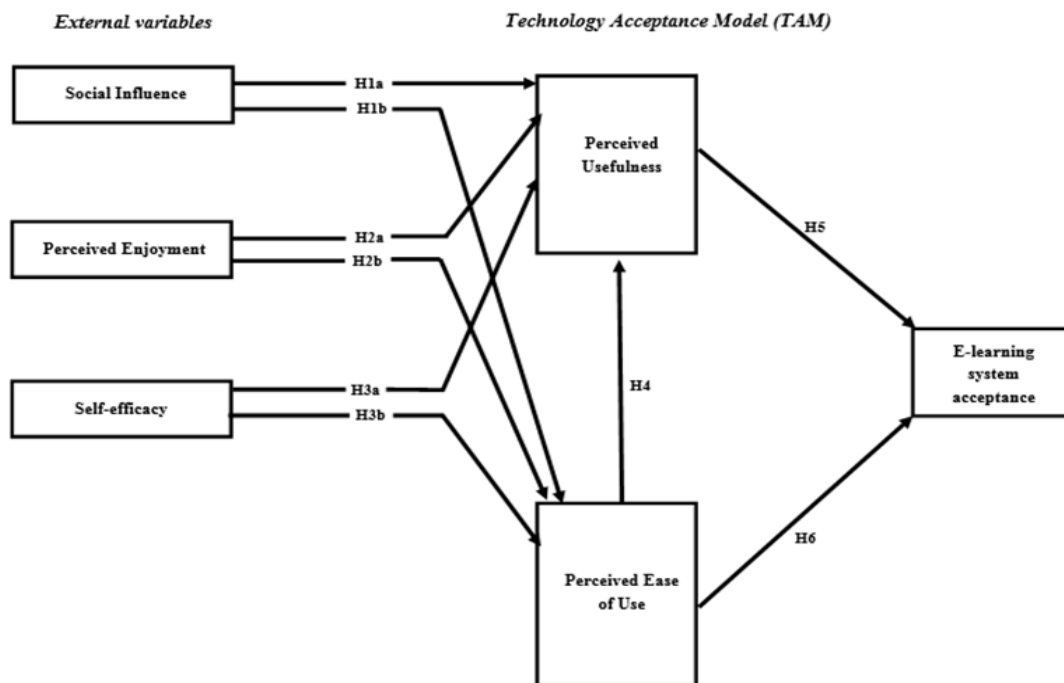 External variables
Technology Acceptance Model (TAM)
Social Influence
H1a
H1b
Perceived
Usefulness
Perceived Enjoyment
H2a
H2b
H5
E-learning
system
acceptance
Self-efficacy
H3a
H3b
H4
H6
Perceived Ease
of Use